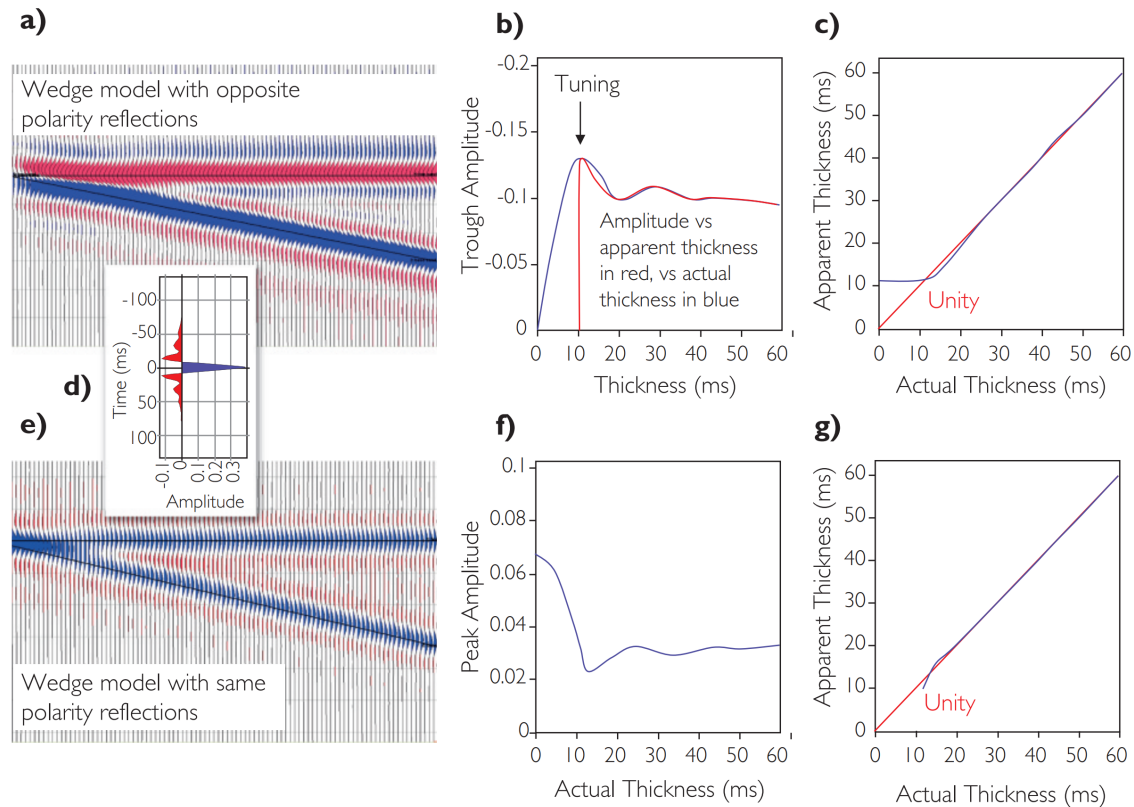 a)
Wedge model with opposite
polarity reflections
b)
-0.2
-0.15
-0.1
-0.05
0
Trough Amplitude
Tuning
Amplitude vs
apparent thickness
in red, vs actual
thickness in blue
0 10 20 30 40 50 60
Thickness (ms)
c)
60
50
40
30
20
10
0
Apparent Thickness (ms)
Unity
0 10 20 30 40 50 60
Actual Thickness (ms)
d)
-100
-50
0
50
100
Time (ms)
-0.1 0 0.1 0.2 0.3
Amplitude
e)
Wedge model with same
polarity reflections
f)
0.1
0.08
0.06
0.04
0.02
0
Peak Amplitude
0 10 20 30 40 50 60
Actual Thickness (ms)
g)
60
50
40
30
20
10
0
Apparent Thickness (ms)
Unity
0 10 20 30 40 50 60
Actual Thickness (ms)